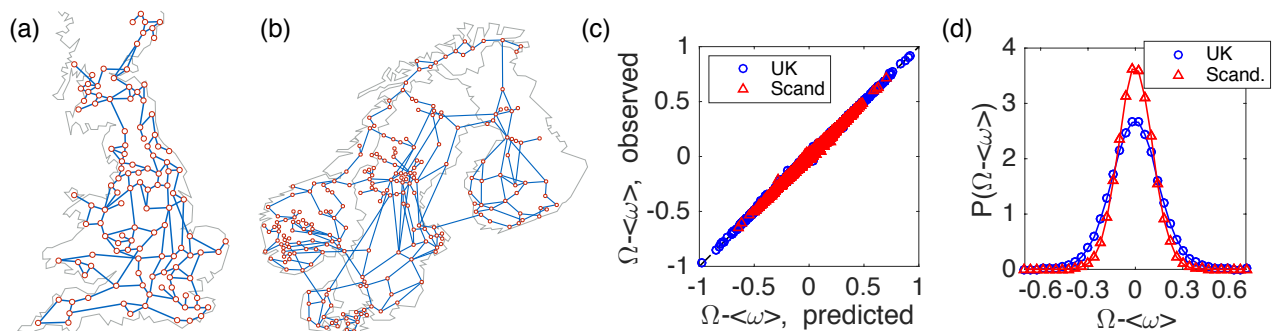 (a)
(b)
(c)
Ω-<ω>, observed
1
0.5
0
-0.5
-1
UK
Scand
-1 -0.5 0 0.5 1
Ω-<ω>, predicted
(d)
P(Ω-<ω>)
4
3
2
1
0
UK
Scand.
-0.6 -0.3 0 0.3 0.6
Ω-<ω>